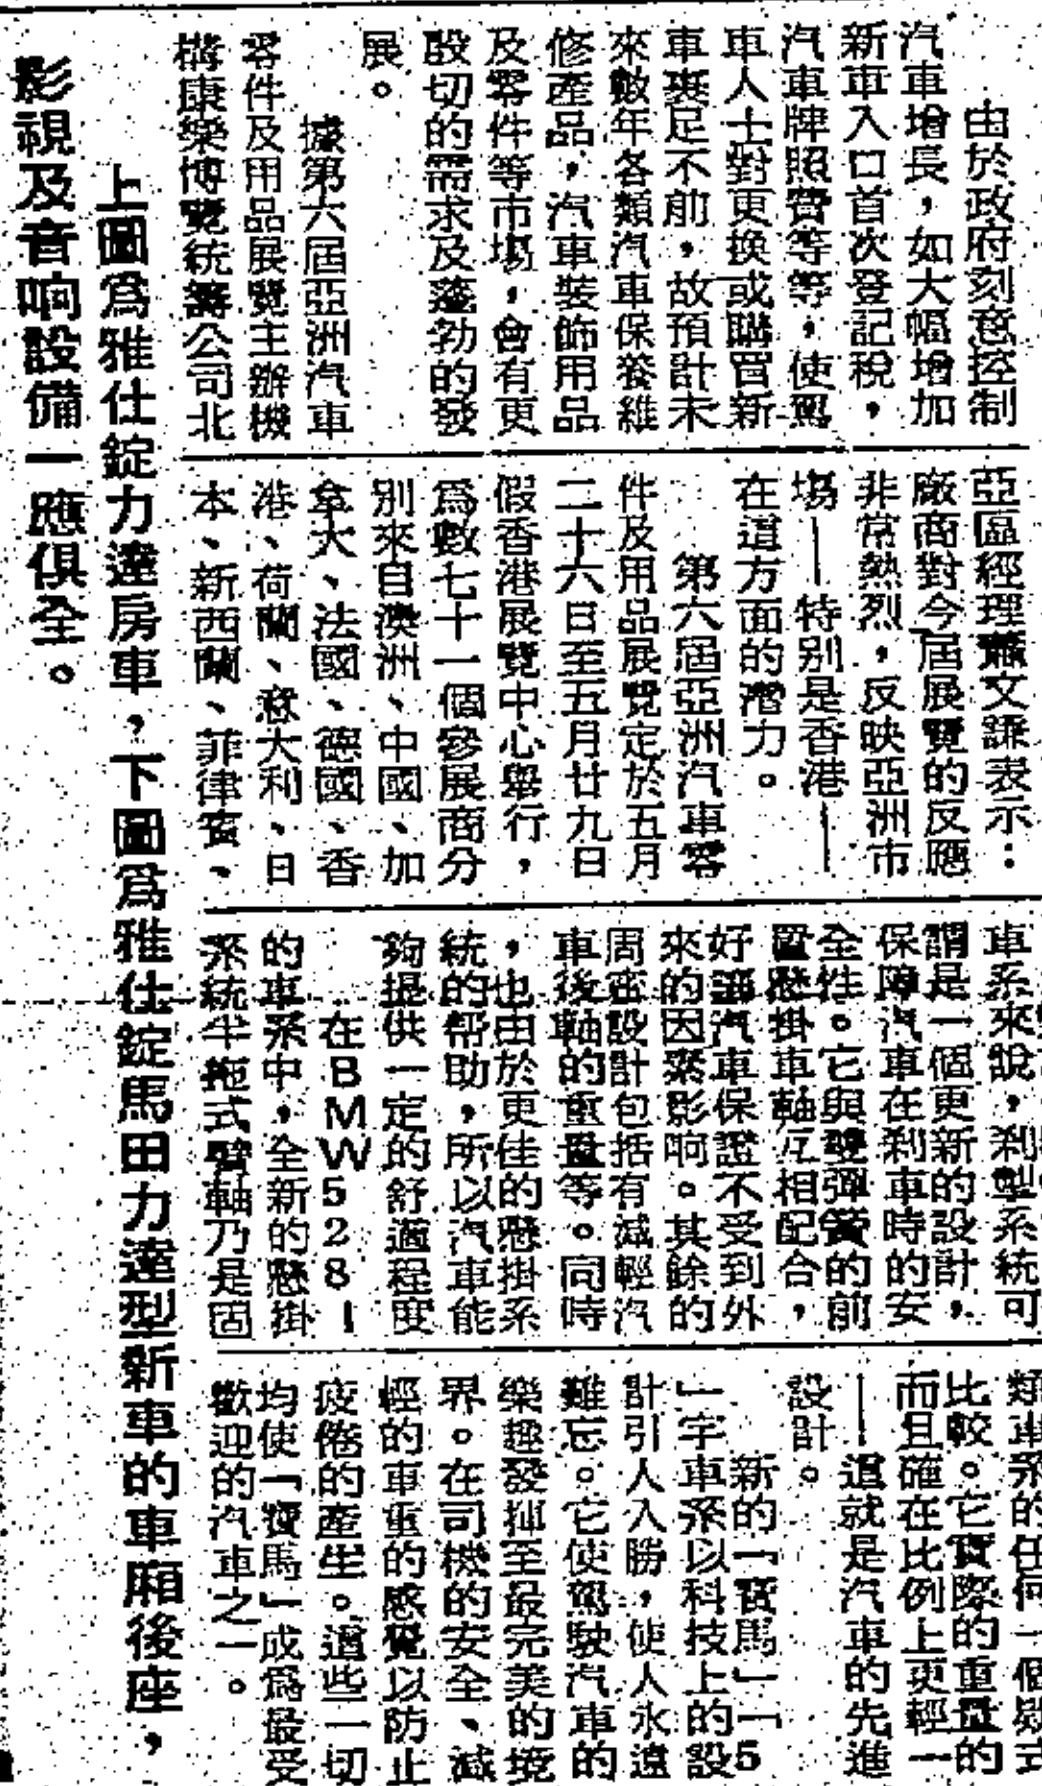 由於政府刻意控制
汽車增長，如大幅增加
新車入口首次登記稅，
汽車牌照費等等，使駕
車人士對更換或購買新
車裹足不前，故預計未
來數年各類汽車保養維
修產品，汽車裝飾用品
及零件等市場，會有更
殷切的需求及蓬勃的發
展。
據第六屆亞洲汽車
零件及用品展覽主辦機
構康樂博覽統籌公司北
亞區經理蕭文謙表示：
廠商對今屆展覽的反應
非常熱烈，反映亞洲市
場——特別是香港——
在這方面的潛力。
第六屆亞洲汽車零
件及用品展覽定於五月
二十六日至五月廿九日
假香港展覽中心舉行，
爲數七十一個參展商分
別來自澳洲、中國、加
拿大、法國、德國、香
港、荷蘭、意大利、日
本、新西蘭、菲律賓、
車系來說，刹掣系統可
謂是一個更新的設計，
保障汽車在刹車時的安
全性。它與雙彈簧的前
置懸掛車軸互相配合，
好讓汽車保證不受到外
來的因素影响。其餘的
周密設計包括有減輕汽
車後軸的重量等。同時
，也由於更佳的懸掛系
統的帮助，所以汽車能
夠提供一定的舒適程度
在BMW528I
的車系中，全新的懸掛
系統半拖式臂軸乃是固
類車系的任何一個款式
比較。它實際的重量的
而且確在比例上更輕一
——這就是汽車的先進
設計。
新的「寶馬」「5
」字車系以科技上的設
計引人入勝，使人永遠
難忘。它使駕駛汽車的
樂趣發揮至最完美的境
界。在司機的安全、減
輕的車重的感覺以防止
疲倦的產生。這些一切
均使「寶馬」成爲最受
歡迎的汽車之一。
上圖爲雅仕錠力達房車，下圖爲雅仕錠馬田力達型新車的車廂後座，
影視及音响設備一應俱全。